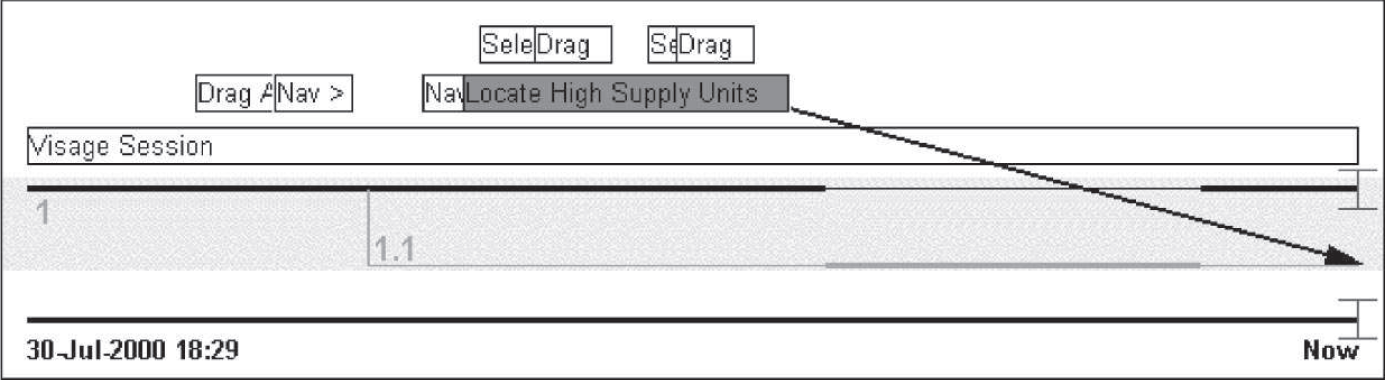 Sele Drag Se Drag
Drag A Nav > Nav Locate High Supply Units
Visage Session
1
1.1
30-Jul-2000 18:29 Now